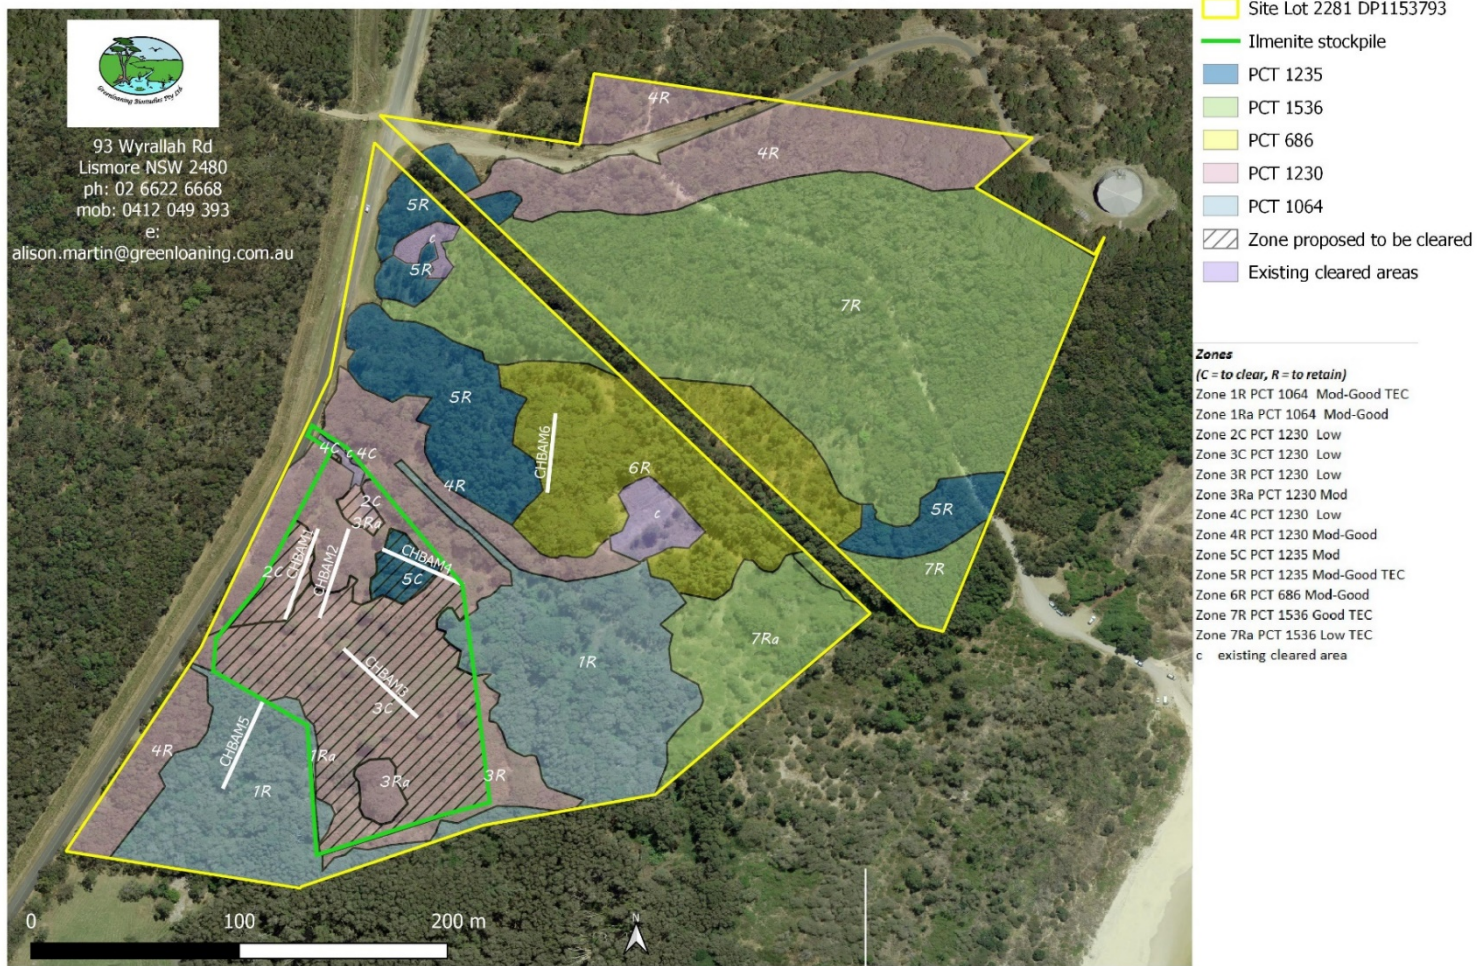 Greenloaning Biostudies Pty Ltd
93 Wyrallah Rd
Lismore NSW 2480
ph: 02 6622 6668
mob: 0412 049 393
e:
alison.martin@greenloaning.com.au
Site Lot 2281 DP1153793
Ilmenite stockpile
PCT 1235
PCT 1536
PCT 686
PCT 1230
PCT 1064
Zone proposed to be cleared
Existing cleared areas
Zones
(C = to clear, R = to retain)
Zone 1R PCT 1064 Mod-Good TEC
Zone 1Ra PCT 1064 Mod-Good
Zone 2C PCT 1230 Low
Zone 3C PCT 1230 Low
Zone 3R PCT 1230 Low
Zone 3Ra PCT 1230 Mod
Zone 4C PCT 1230 Low
Zone 4R PCT 1230 Mod-Good
Zone 5C PCT 1235 Mod
Zone 5R PCT 1235 Mod-Good TEC
Zone 6R PCT 686 Mod-Good
Zone 7R PCT 1536 Good TEC
Zone 7Ra PCT 1536 Low TEC
c existing cleared area
4R
4R
5R
c
5R
7R
5R
CHBAM6
6R
4C
c
4C
4R
2C
3Ra
c
5R
CHBAM1
CHBAM2
CHBAM4
2C
5C
7R
7Ra
1R
CHBAM3
3C
CHBAM5
4R
1Ra
3Ra
3R
1R
0
100
200 m
N